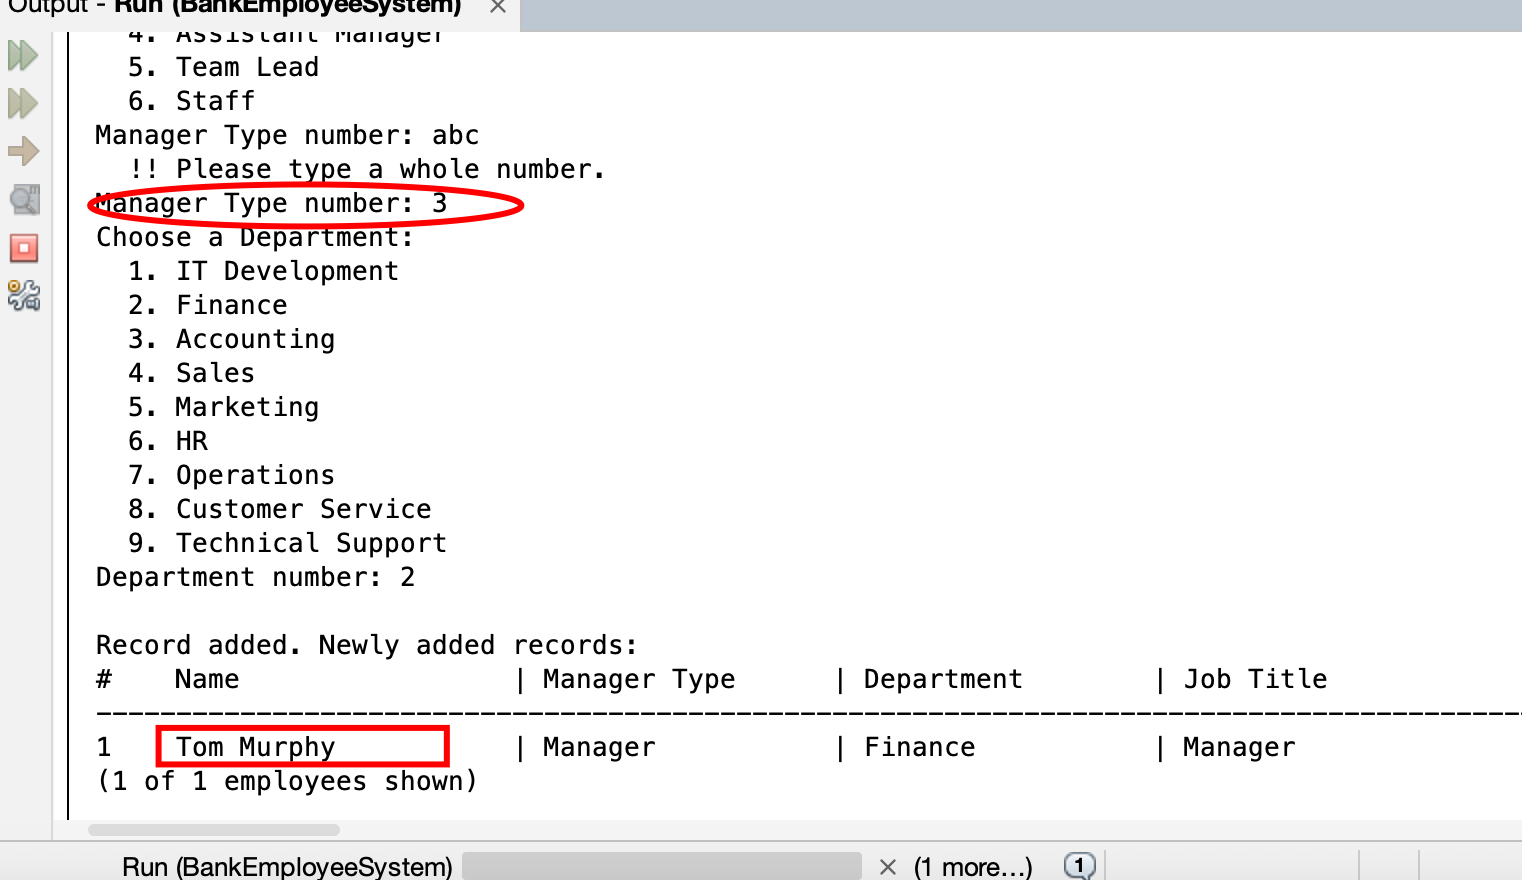 Output - Run (BankEmployeeSystem)
4. Assistant Manager
5. Team Lead
6. Staff
Manager Type number: abc
!! Please type a whole number.
Manager Type number: 3
Choose a Department:
1. IT Development
2. Finance
3. Accounting
4. Sales
5. Marketing
6. HR
7. Operations
8. Customer Service
9. Technical Support
Department number: 2
Record added. Newly added records:
# Name | Manager Type | Department | Job Title
--------------------------------------------------------------------------------
1 Tom Murphy | Manager | Finance | Manager
(1 of 1 employees shown)
Run (BankEmployeeSystem) (1 more...) 1